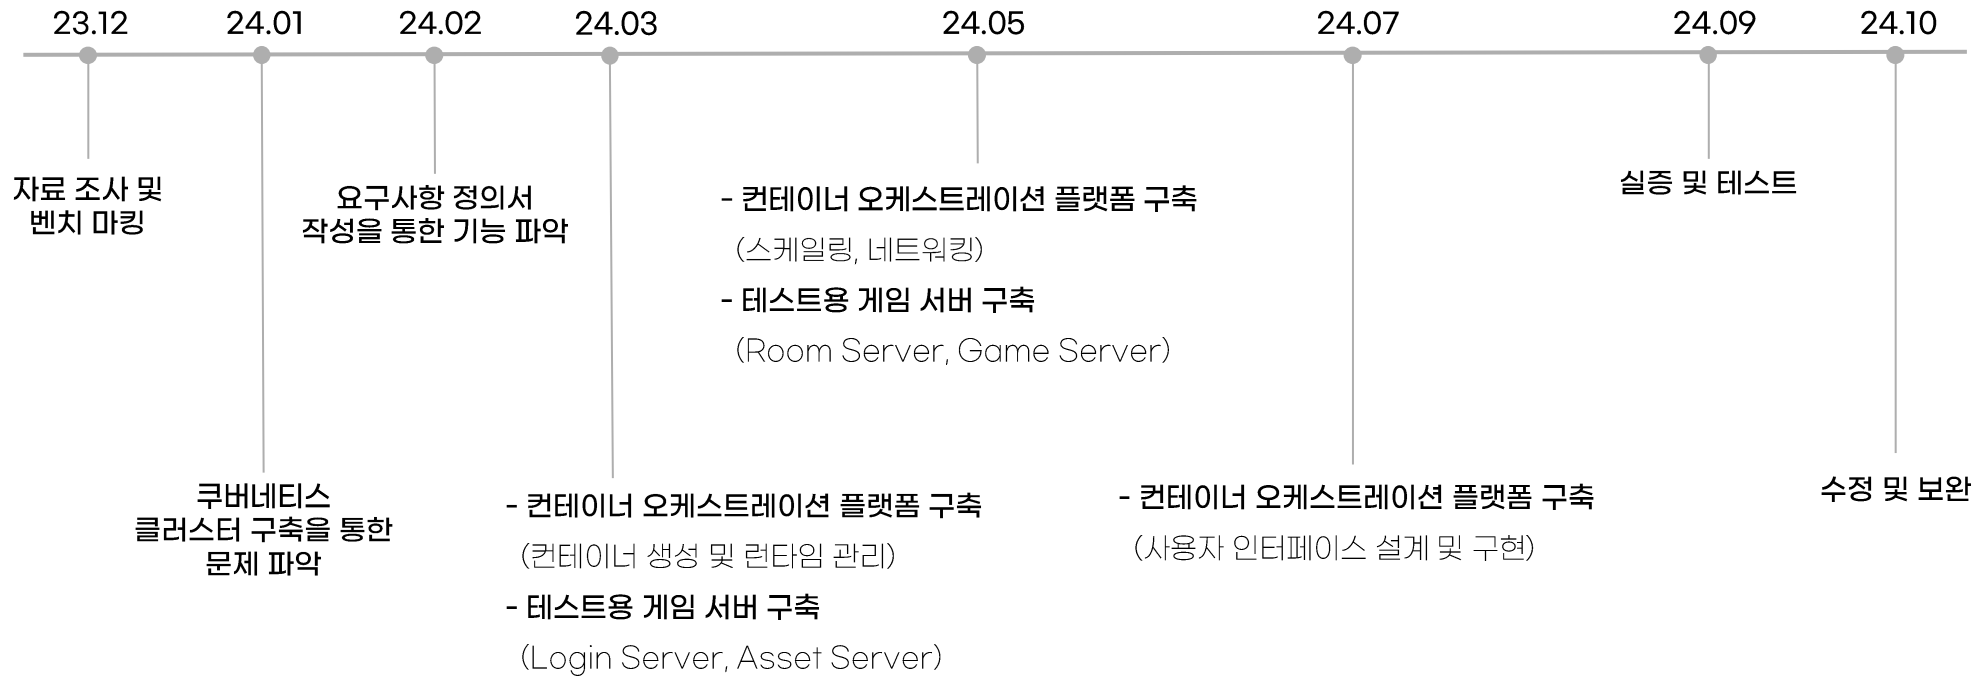 23.12
24.01
24.02
24.03
24.05
24.07
24.09
24.10
자료 조사 및
벤치 마킹
쿠버네티스
클러스터 구축을 통한
문제 파악
요구사항 정의서
작성을 통한 기능 파악
- 컨테이너 오케스트레이션 플랫폼 구축
(컨테이너 생성 및 런타임 관리)
- 테스트용 게임 서버 구축
(Login Server, Asset Server)
- 컨테이너 오케스트레이션 플랫폼 구축
(스케일링, 네트워킹)
- 테스트용 게임 서버 구축
(Room Server, Game Server)
- 컨테이너 오케스트레이션 플랫폼 구축
(사용자 인터페이스 설계 및 구현)
실증 및 테스트
수정 및 보완